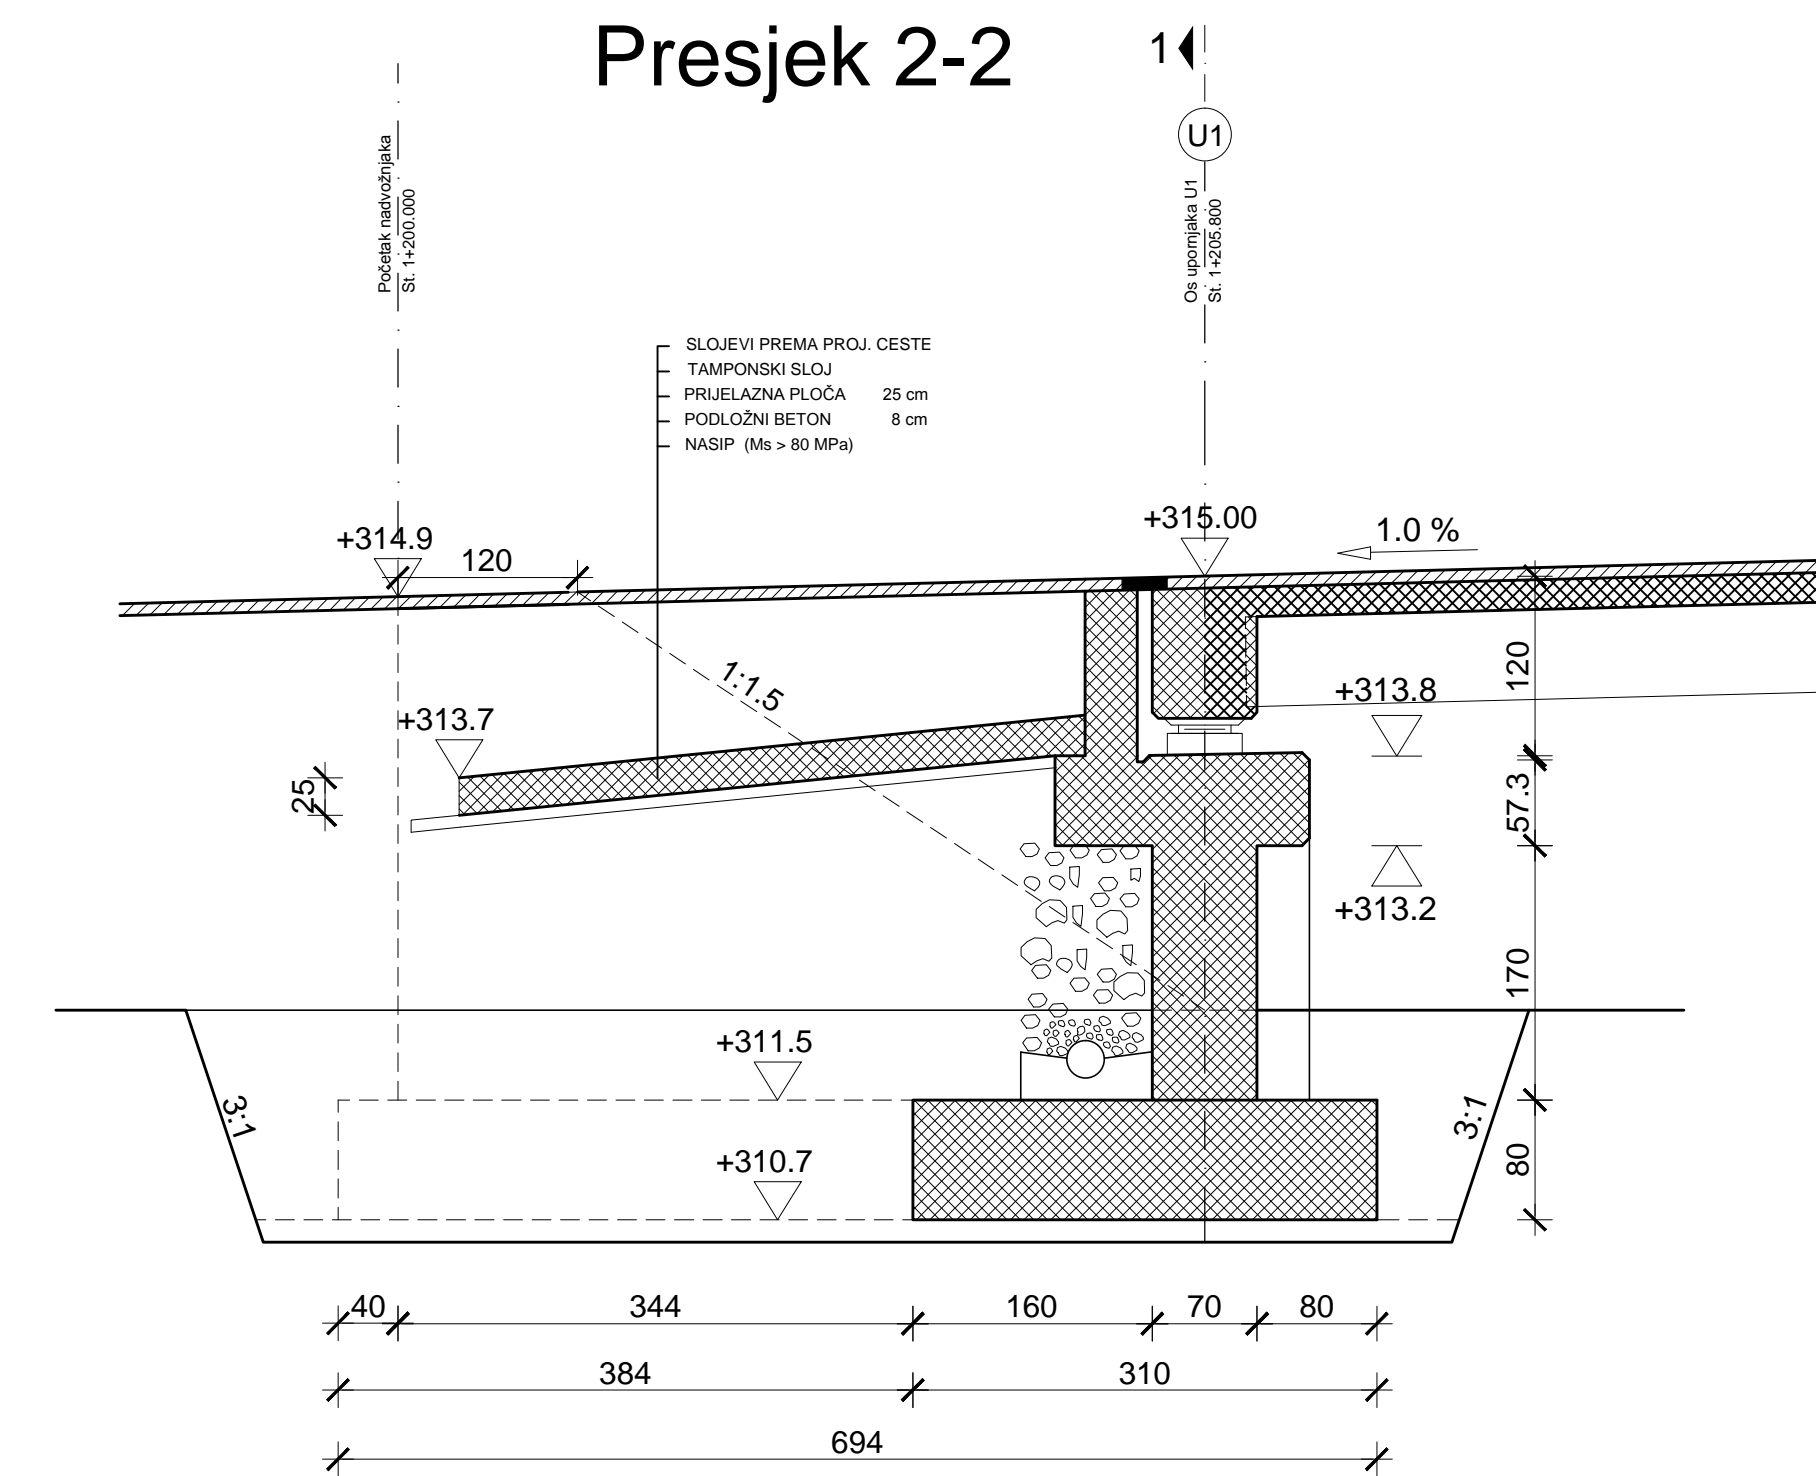 Presjek 2-2
1
U1
Početak nadvožnjaka
St. 1+200.000
Os upornjaka U1
St. 1+205.800
SLOJEVI PREMA PROJ. CESTE
TAMPONSKI SLOJ
PRIJELAZNA PLOČA 25 cm
PODLOŽNI BETON 8 cm
NASIP (Ms > 80 MPa)
+314.9
120
+315.00
1.0 %
1:1.5
+313.7
25
+313.8
120
57.3
+313.2
170
+311.5
3:1
3:1
+310.7
80
40 344 160 70 80
384 310
694